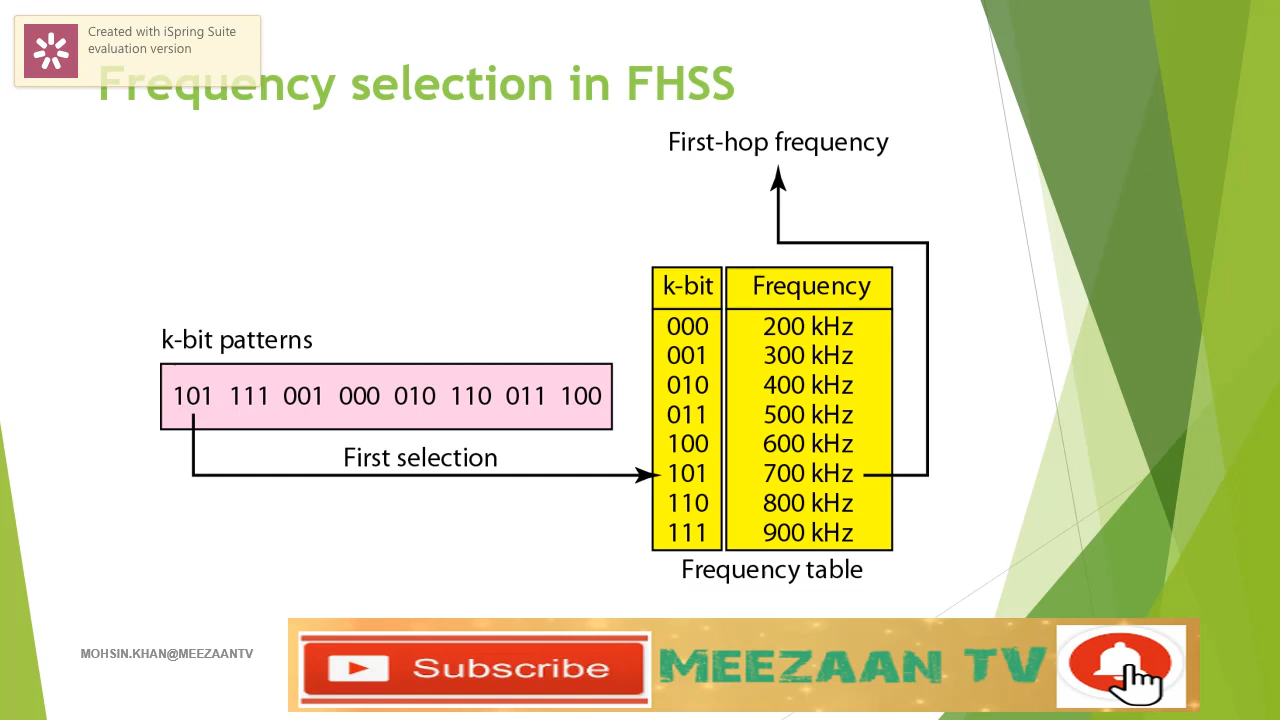 Created with iSpring Suite
evaluation version
Frequency selection in FHSS
First-hop frequency
k-bit Frequency
000 200 kHz
001 300 kHz
010 400 kHz
011 500 kHz
100 600 kHz
101 700 kHz
110 800 kHz
111 900 kHz
Frequency table
k-bit patterns
101 111 001 000 010 110 011 100
First selection
MOHSIN.KHAN@MEEZAANTV
Subscribe
MEEZAAN TV